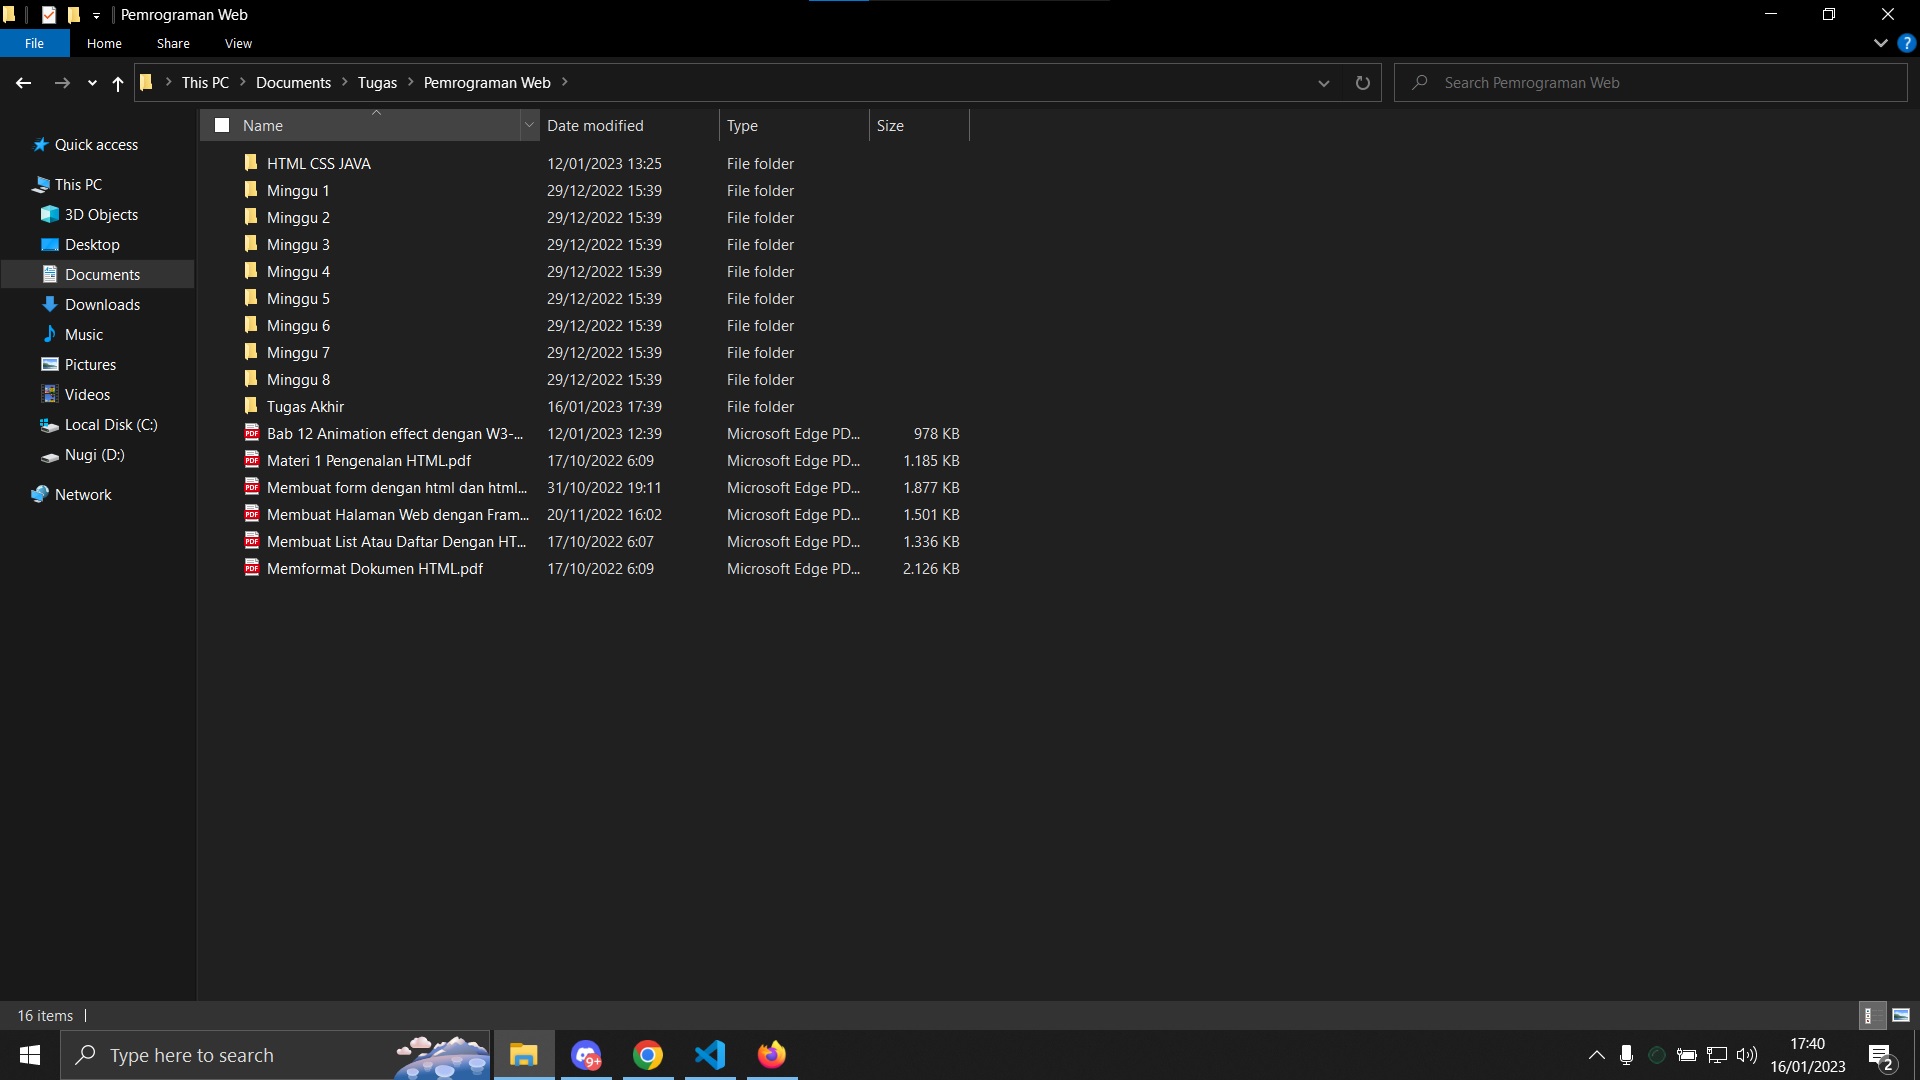 Pemrograman Web
File Home Share View
This PC Documents Tugas Pemrograman Web
Search Pemrograman Web
Name Date modified Type Size
Quick access
This PC
3D Objects
Desktop
Documents
Downloads
Music
Pictures
Videos
Local Disk (C:)
Nugi (D:)
Network
HTML CSS JAVA 12/01/2023 13:25 File folder
Minggu 1 29/12/2022 15:39 File folder
Minggu 2 29/12/2022 15:39 File folder
Minggu 3 29/12/2022 15:39 File folder
Minggu 4 29/12/2022 15:39 File folder
Minggu 5 29/12/2022 15:39 File folder
Minggu 6 29/12/2022 15:39 File folder
Minggu 7 29/12/2022 15:39 File folder
Minggu 8 29/12/2022 15:39 File folder
Tugas Akhir 16/01/2023 17:39 File folder
Bab 12 Animation effect dengan W3-... 12/01/2023 12:39 Microsoft Edge PD... 978 KB
Materi 1 Pengenalan HTML.pdf 17/10/2022 6:09 Microsoft Edge PD... 1.185 KB
Membuat form dengan html dan html... 31/10/2022 19:11 Microsoft Edge PD... 1.877 KB
Membuat Halaman Web dengan Fram... 20/11/2022 16:02 Microsoft Edge PD... 1.501 KB
Membuat List Atau Daftar Dengan HT... 17/10/2022 6:07 Microsoft Edge PD... 1.336 KB
Memformat Dokumen HTML.pdf 17/10/2022 6:09 Microsoft Edge PD... 2.126 KB
16 items
Type here to search
9+
17:40
16/01/2023
2